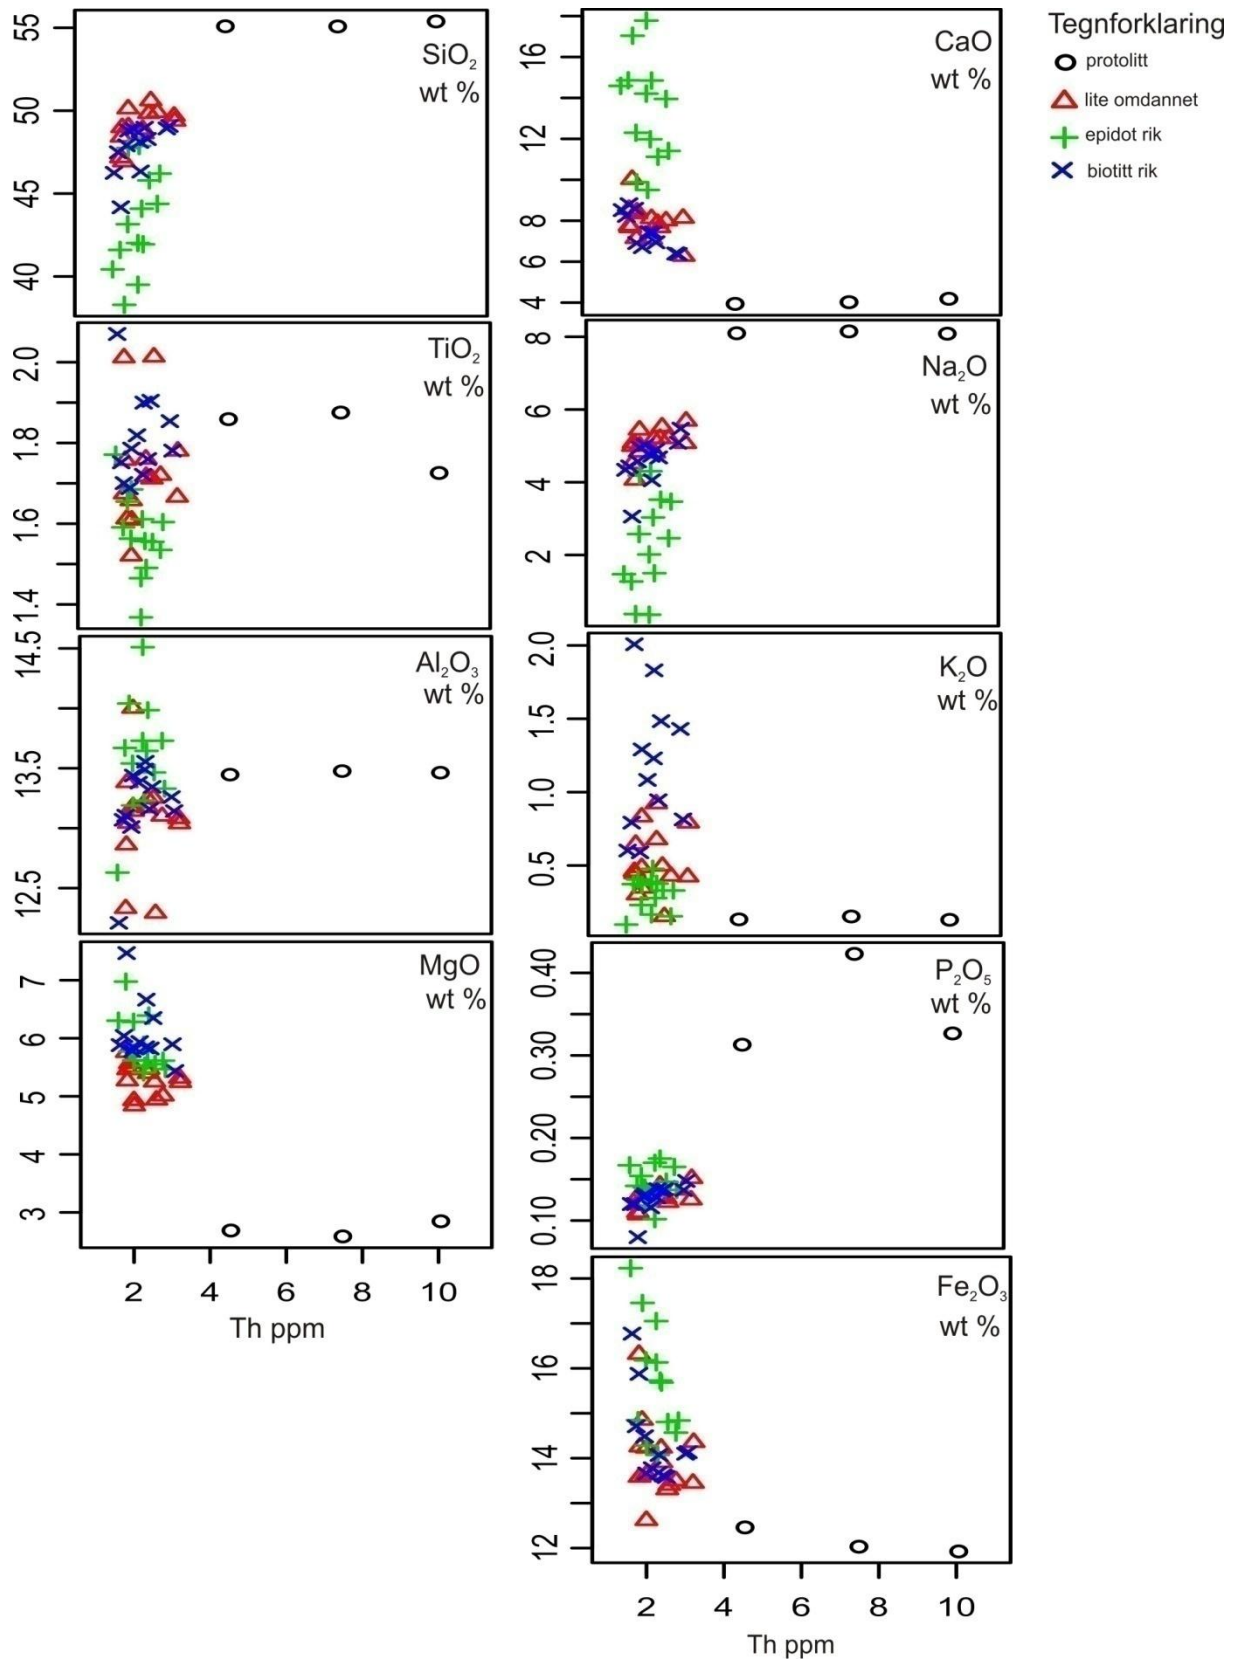 Tegnforklaring
protolitt
lite omdannet
epidot rik
biotitt rik
SiO₂
wt %
55
50
45
40
TiO₂
wt %
2.0
1.8
1.6
1.4
Al₂O₃
wt %
14.5
13.5
12.5
MgO
wt %
7
6
5
4
3
2 4 6 8 10
Th ppm
CaO
wt %
16
12
8
6
4
Na₂O
wt %
8
6
4
2
K₂O
wt %
2.0
1.5
1.0
0.5
P₂O₅
wt %
0.40
0.30
0.20
0.10
Fe₂O₃
wt %
18
16
14
12
2 4 6 8 10
Th ppm